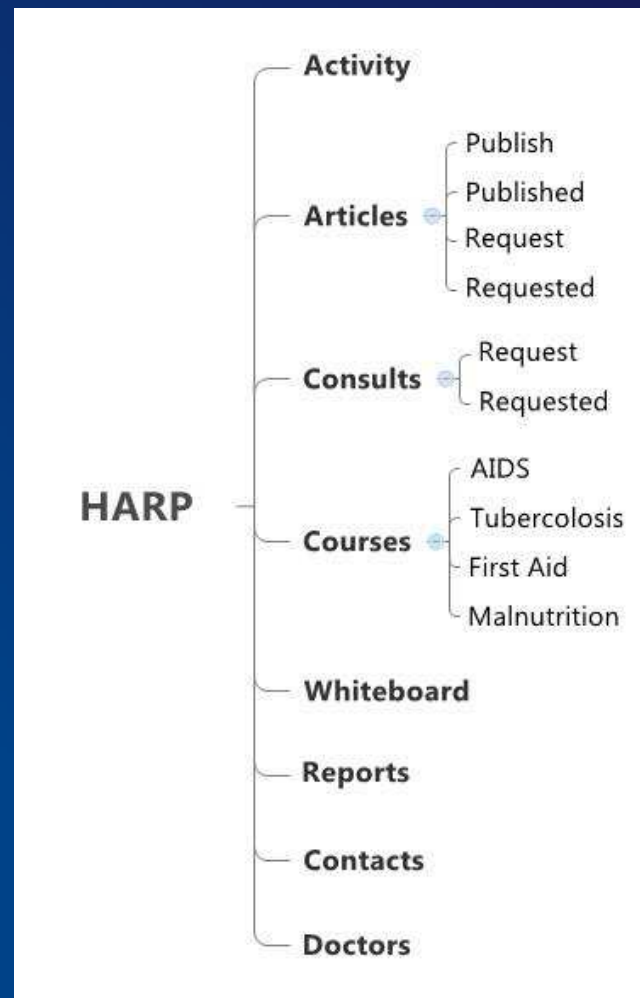 HARP
Activity
Articles
Publish
Published
Request
Requested
Consults
Request
Requested
Courses
AIDS
Tubercolosis
First Aid
Malnutrition
Whiteboard
Reports
Contacts
Doctors